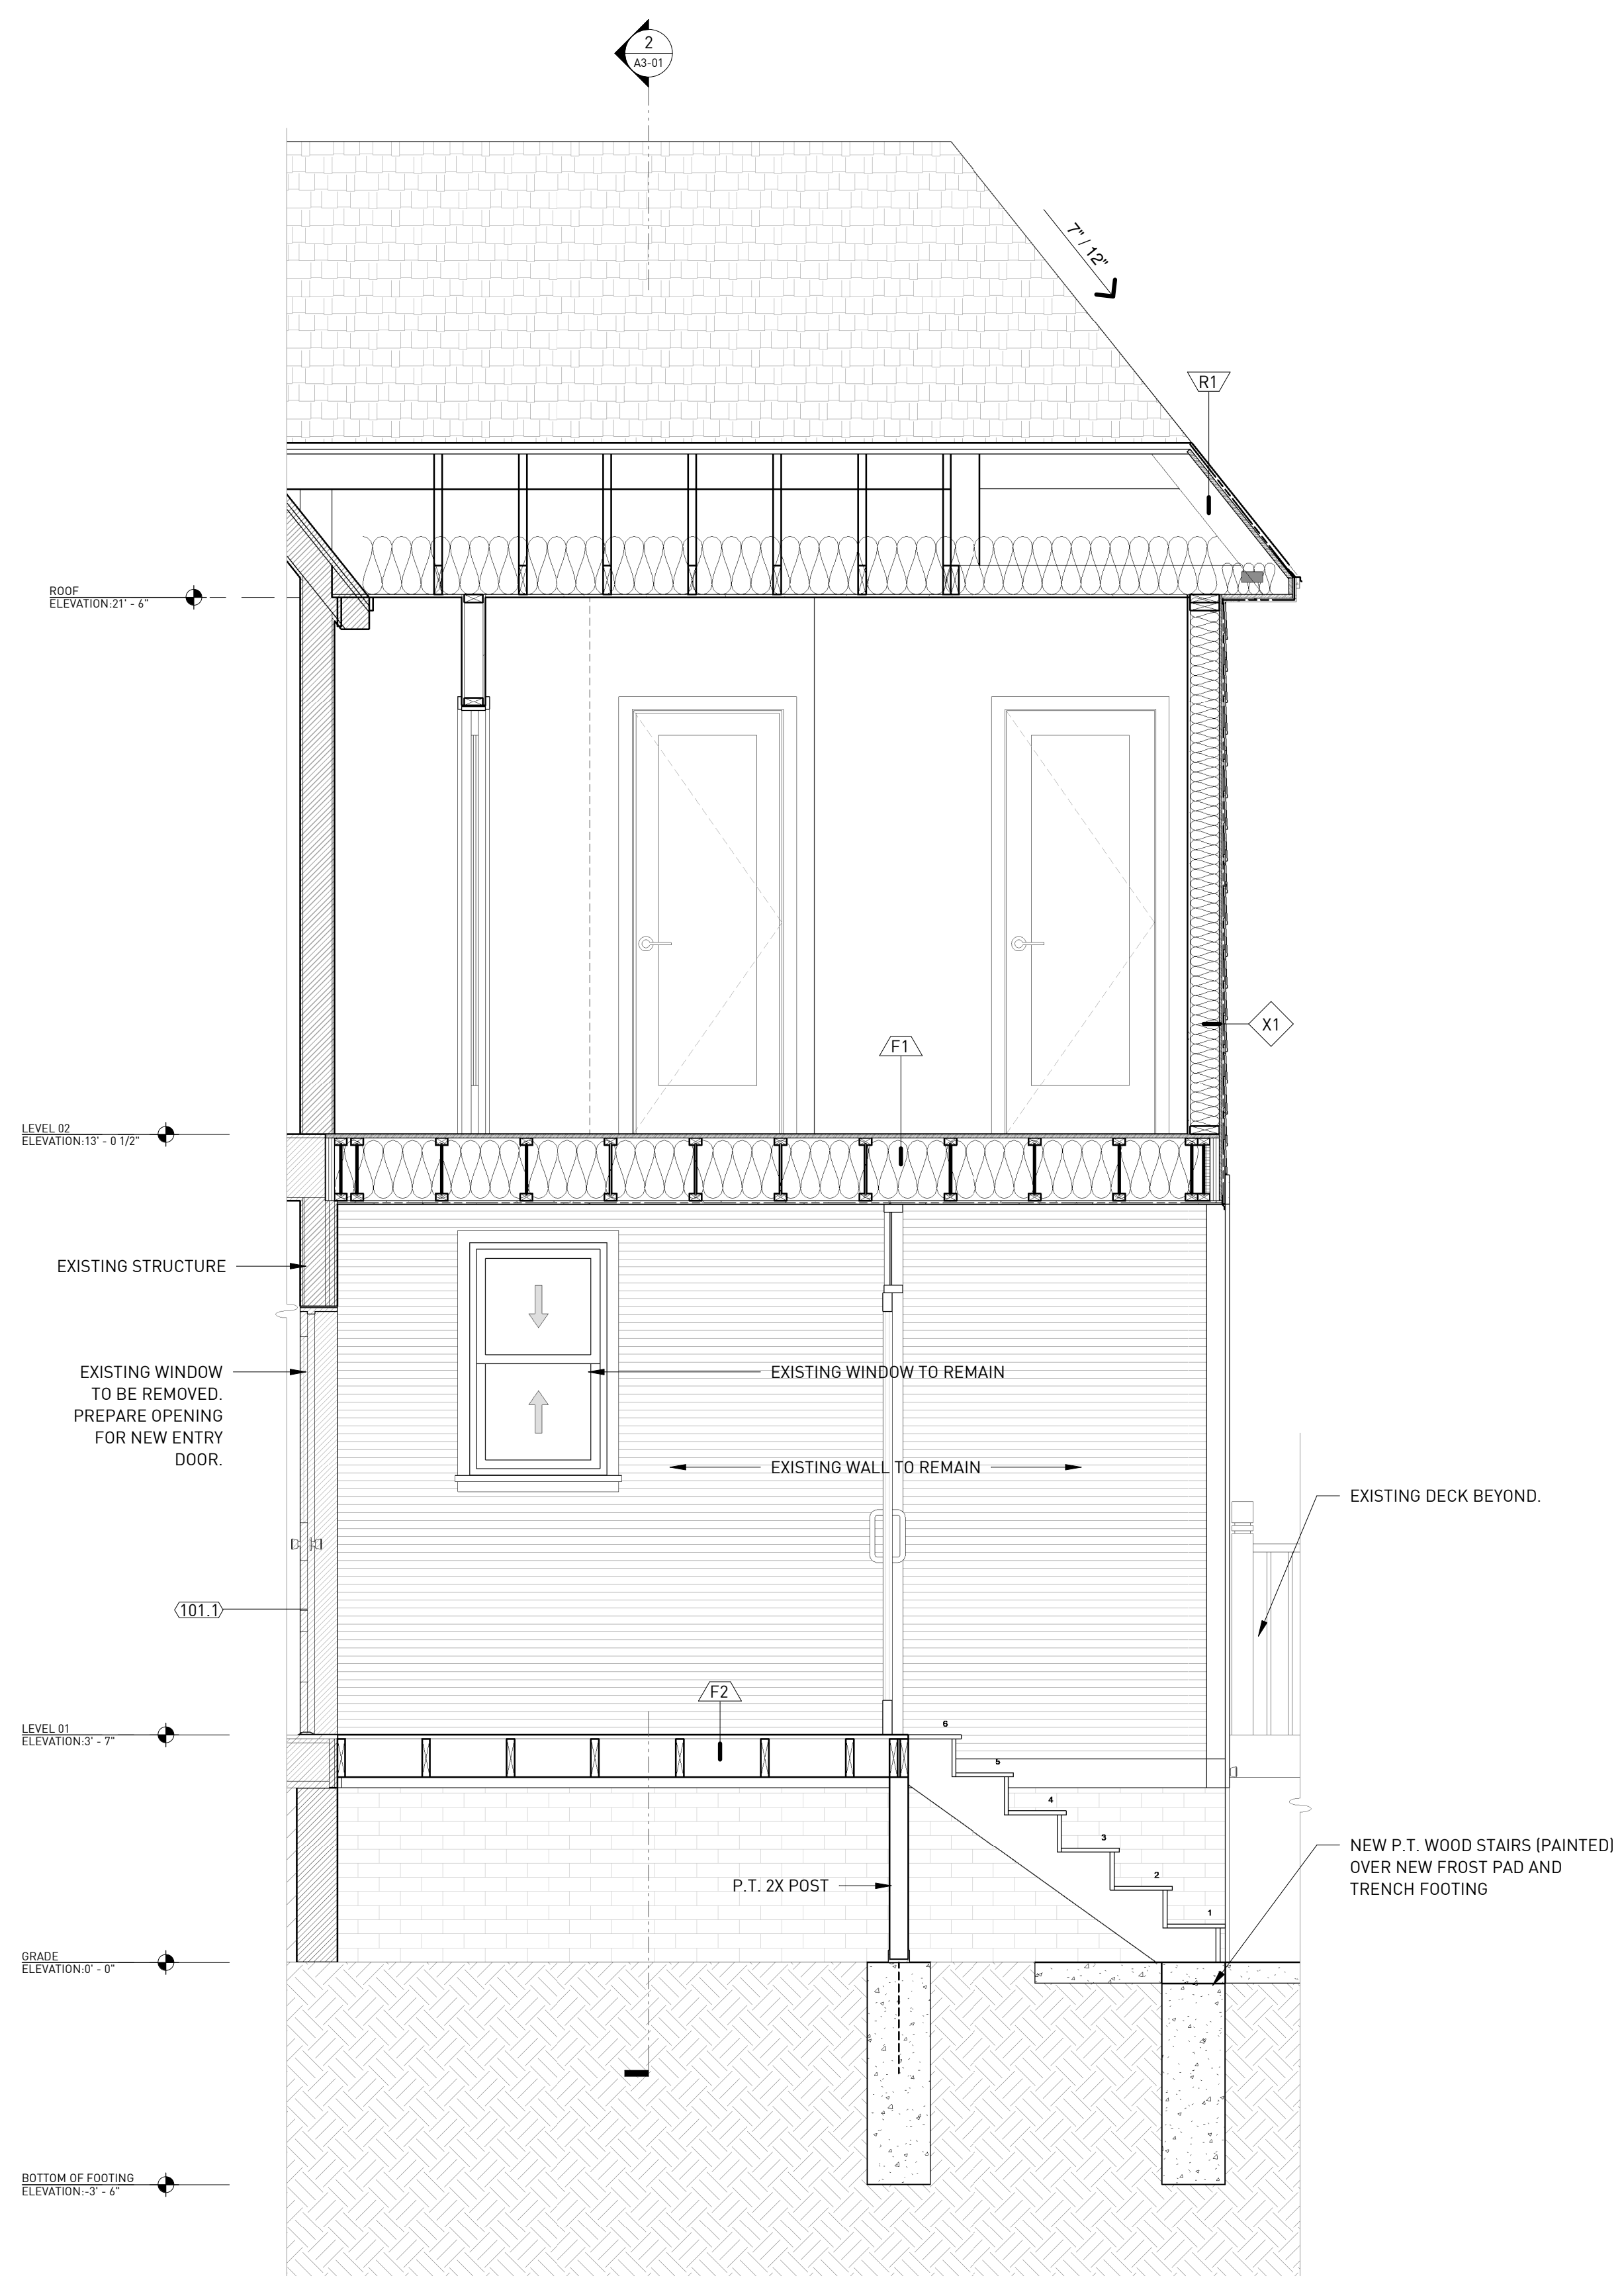 2
A3-01
7" / 12"
R1
ROOF
ELEVATION:21' - 6"
X1
F1
LEVEL 02
ELEVATION:13' - 0 1/2"
EXISTING STRUCTURE
EXISTING WINDOW
TO BE REMOVED.
PREPARE OPENING
FOR NEW ENTRY
DOOR.
EXISTING WINDOW TO REMAIN
EXISTING WALL TO REMAIN
EXISTING DECK BEYOND.
101.1
F2
LEVEL 01
ELEVATION:3' - 7"
6
5
4
3
2
1
P.T. 2X POST
NEW P.T. WOOD STAIRS (PAINTED)
OVER NEW FROST PAD AND
TRENCH FOOTING
GRADE
ELEVATION:0' - 0"
BOTTOM OF FOOTING
ELEVATION:-3' - 6"